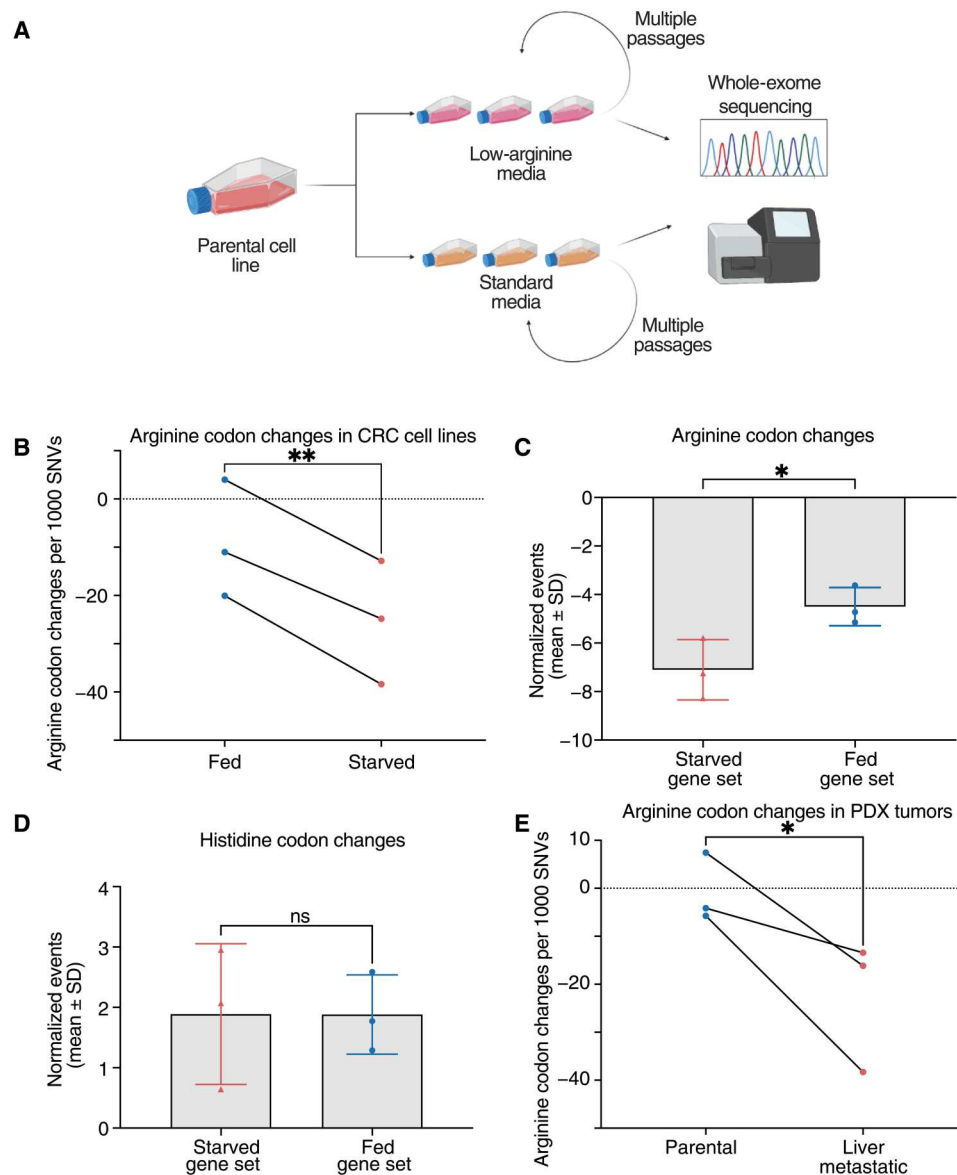 A
Multiple
passages
Whole-exome
sequencing
Low-arginine
media
Parental cell
line
Standard
media
Multiple
passages
B
Arginine codon changes in CRC cell lines
**
Arginine codon changes per 1000 SNVs
0
−20
−40
Fed
Starved
C
Arginine codon changes
*
Normalized events
(mean ± SD)
0
−2
−4
−6
−8
−10
Starved
gene set
Fed
gene set
D
Histidine codon changes
ns
Normalized events
(mean ± SD)
4
3
2
1
0
Starved
gene set
Fed
gene set
E
Arginine codon changes in PDX tumors
*
Arginine codon changes per 1000 SNVs
10
0
−20
−40
Parental
Liver
metastatic